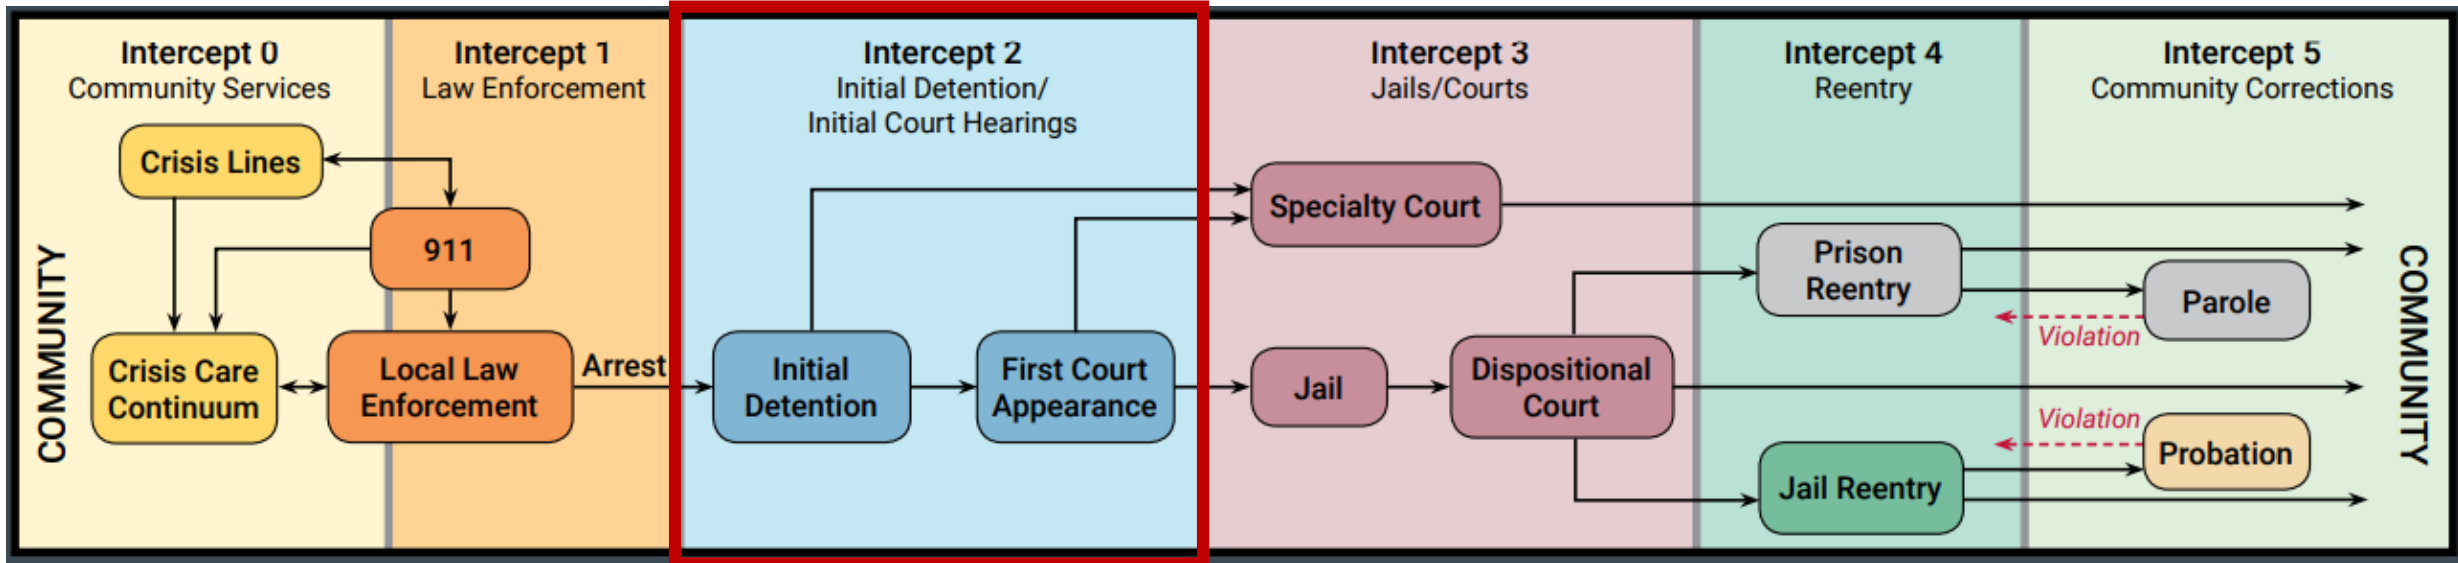 Intercept 0
Community Services
Intercept 1
Law Enforcement
Intercept 2
Initial Detention/
Initial Court Hearings
Intercept 3
Jails/Courts
Intercept 4
Reentry
Intercept 5
Community Corrections
COMMUNITY
Crisis Lines
911
Crisis Care
Continuum
Local Law
Enforcement
Arrest
Initial
Detention
First Court
Appearance
Specialty Court
Jail
Dispositional
Court
Prison
Reentry
Jail Reentry
Parole
Violation
Violation
Probation
COMMUNITY